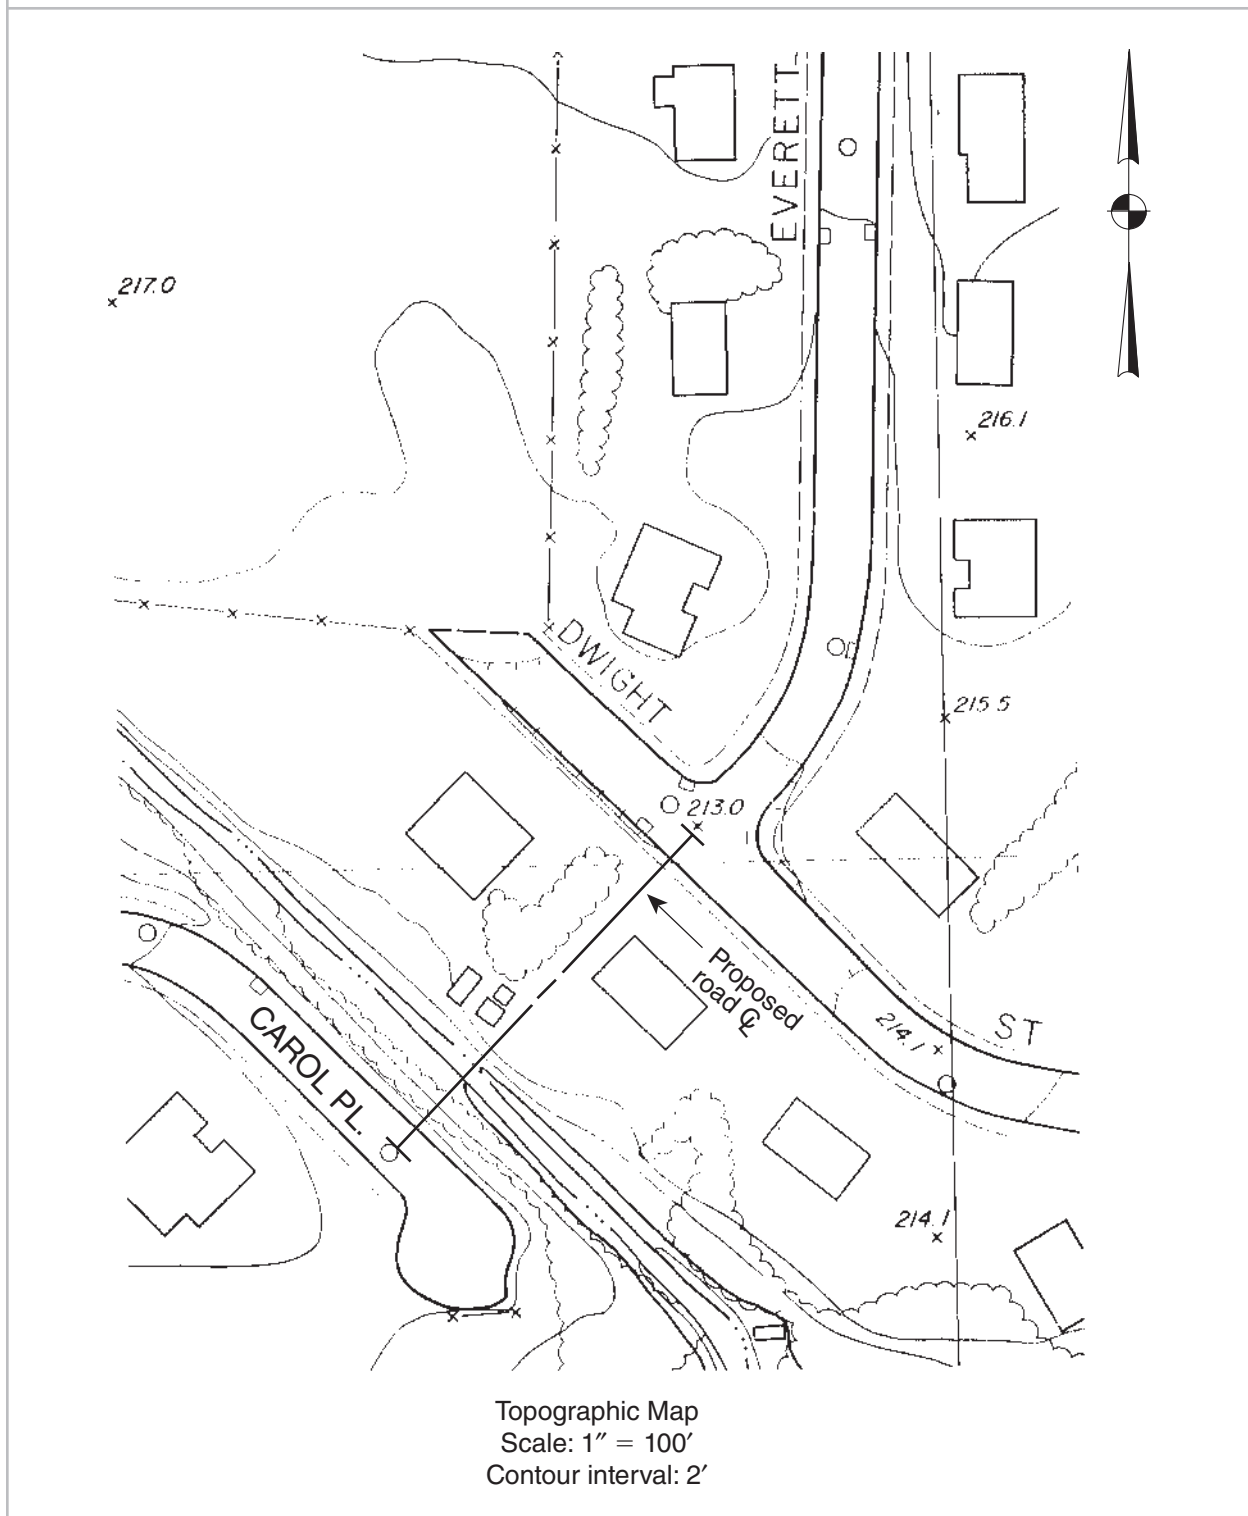 EVERETT
217.0
216.1
DWIGHT
215.5
213.0
Proposed
road ℄
ST
214.1
CAROL PL.
214.1
Topographic Map
Scale: 1″ = 100′
Contour interval: 2′